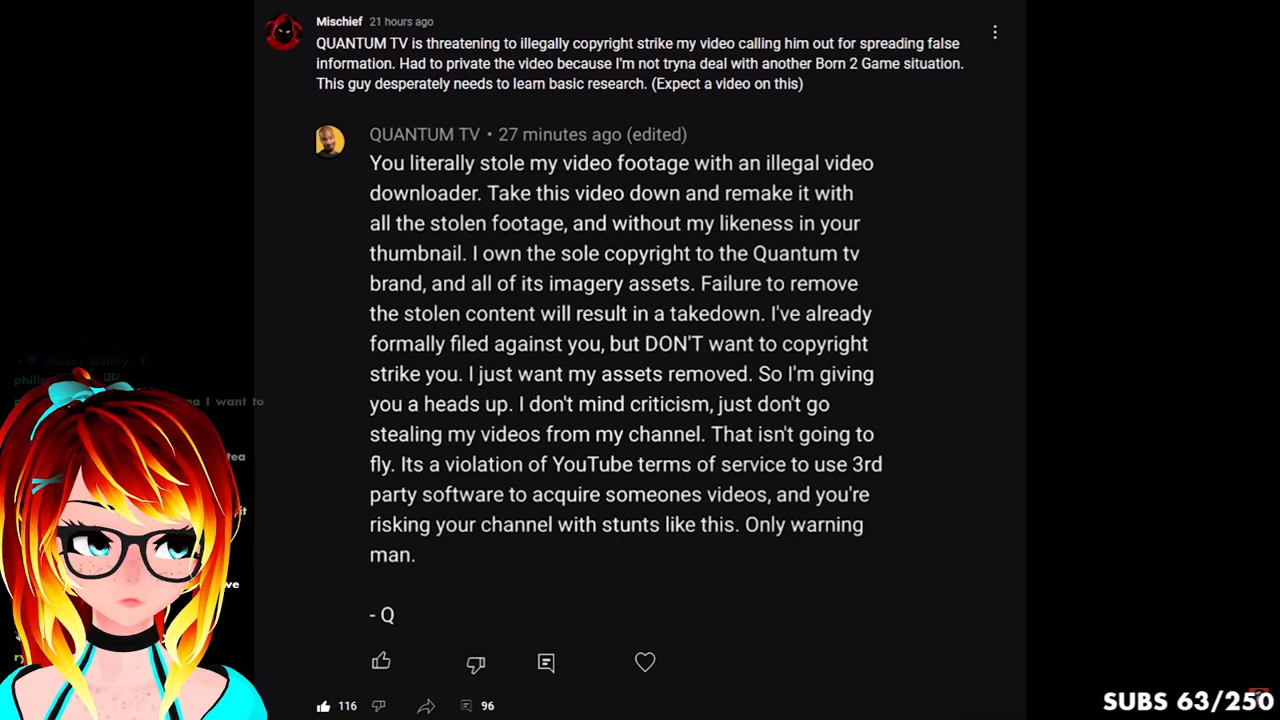 Mischief 21 hours ago
QUANTUM TV is threatening to illegally copyright strike my video calling him out for spreading false
information. Had to private the video because I'm not tryna deal with another Born 2 Game situation.
This guy desperately needs to learn basic research. (Expect a video on this)
QUANTUM TV • 27 minutes ago (edited)
You literally stole my video footage with an illegal video
downloader. Take this video down and remake it with
all the stolen footage, and without my likeness in your
thumbnail. I own the sole copyright to the Quantum tv
brand, and all of its imagery assets. Failure to remove
the stolen content will result in a takedown. I've already
formally filed against you, but DON'T want to copyright
strike you. I just want my assets removed. So I'm giving
you a heads up. I don't mind criticism, just don't go
stealing my videos from my channel. That isn't going to
fly. Its a violation of YouTube terms of service to use 3rd
party software to acquire someones videos, and you're
risking your channel with stunts like this. Only warning
man.
- Q
116 96
I want to
tea
it
we
SUBS 63/250